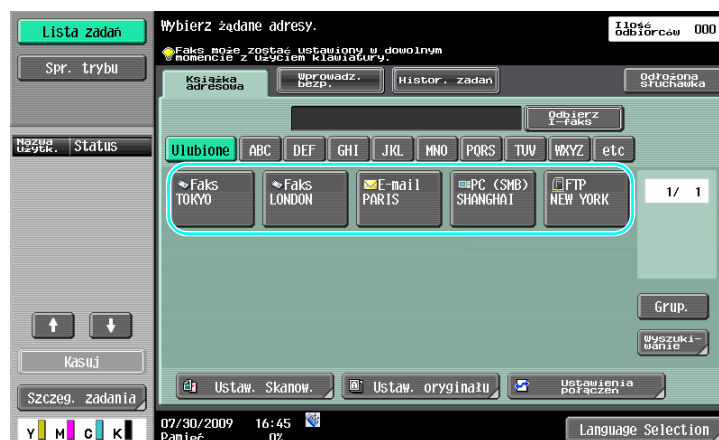 Lista zadań
Spr. trybu
Nazwa użytk.
Status
Kasuj
Szczeg. zadania
Y M C K
Wybierz żądane adresy.
Ilość odbiorców 000
Faks może zostać ustawiony w dowolnym
momencie z użyciem klawiatury.
Książka adresowa
Wprowadz. bezp.
Histor. zadań
Odłożona słuchawka
Odbierz I-faks
Ulubione ABC DEF GHI JKL MNO PQRS TUV WXYZ etc
Faks TOKYO
Faks LONDON
E-mail PARIS
PC (SMB) SHANGHAI
FTP NEW YORK
1/ 1
Grup.
Wyszuki-
wanie
Ustaw. Skanow.
Ustaw. oryginału
Ustawienia połączeń
07/30/2009 16:45
Pamięć 0%
Language Selection